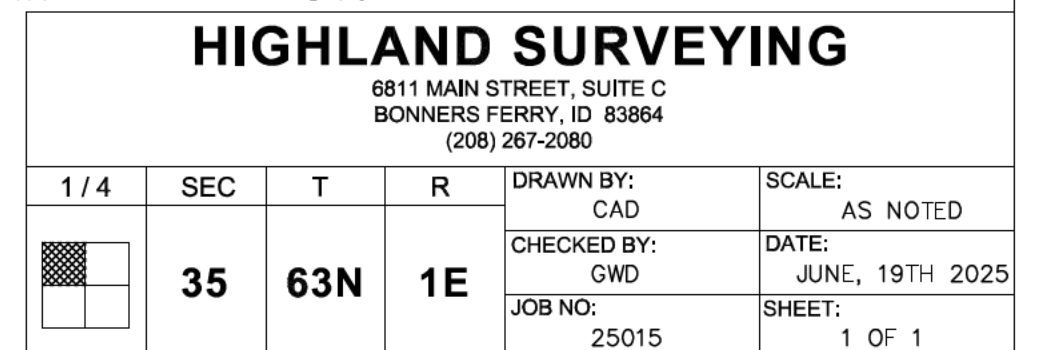 HIGHLAND SURVEYING
6811 MAIN STREET, SUITE C
BONNERS FERRY, ID 83864
(208) 267-2080
1 / 4 SEC T R
35 63N 1E
DRAWN BY:
CAD
SCALE:
AS NOTED
CHECKED BY:
GWD
DATE:
JUNE, 19TH 2025
JOB NO:
25015
SHEET:
1 OF 1